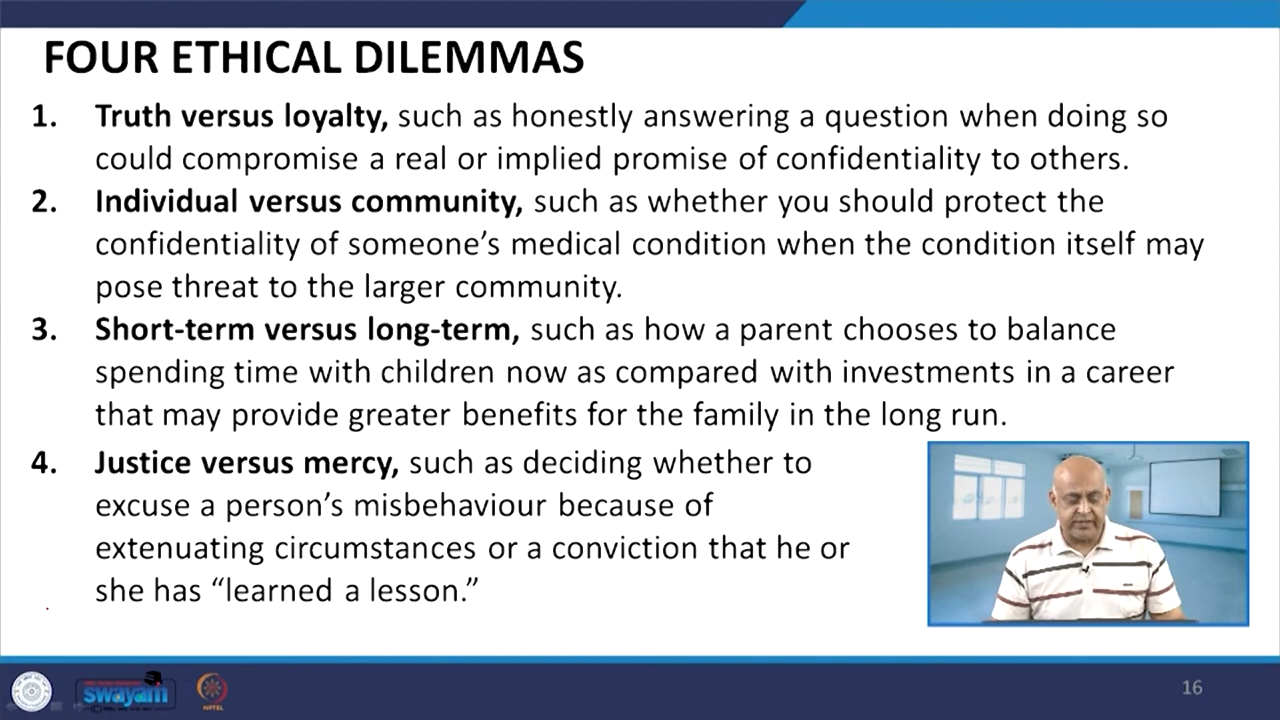 FOUR ETHICAL DILEMMAS
1. Truth versus loyalty, such as honestly answering a question when doing so
could compromise a real or implied promise of confidentiality to others.
2. Individual versus community, such as whether you should protect the
confidentiality of someone’s medical condition when the condition itself may
pose threat to the larger community.
3. Short-term versus long-term, such as how a parent chooses to balance
spending time with children now as compared with investments in a career
that may provide greater benefits for the family in the long run.
4. Justice versus mercy, such as deciding whether to
excuse a person’s misbehaviour because of
extenuating circumstances or a conviction that he or
she has “learned a lesson.”
swayam
NPTEL
16